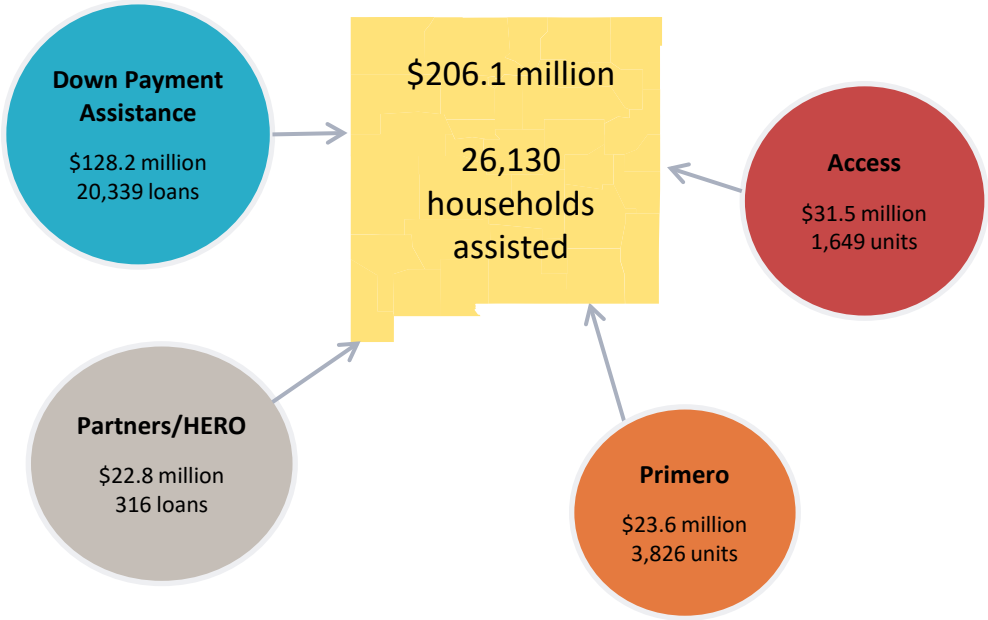 Down Payment
Assistance
$128.2 million
20,339 loans
$206.1 million
26,130
households
assisted
Access
$31.5 million
1,649 units
Partners/HERO
$22.8 million
316 loans
Primero
$23.6 million
3,826 units